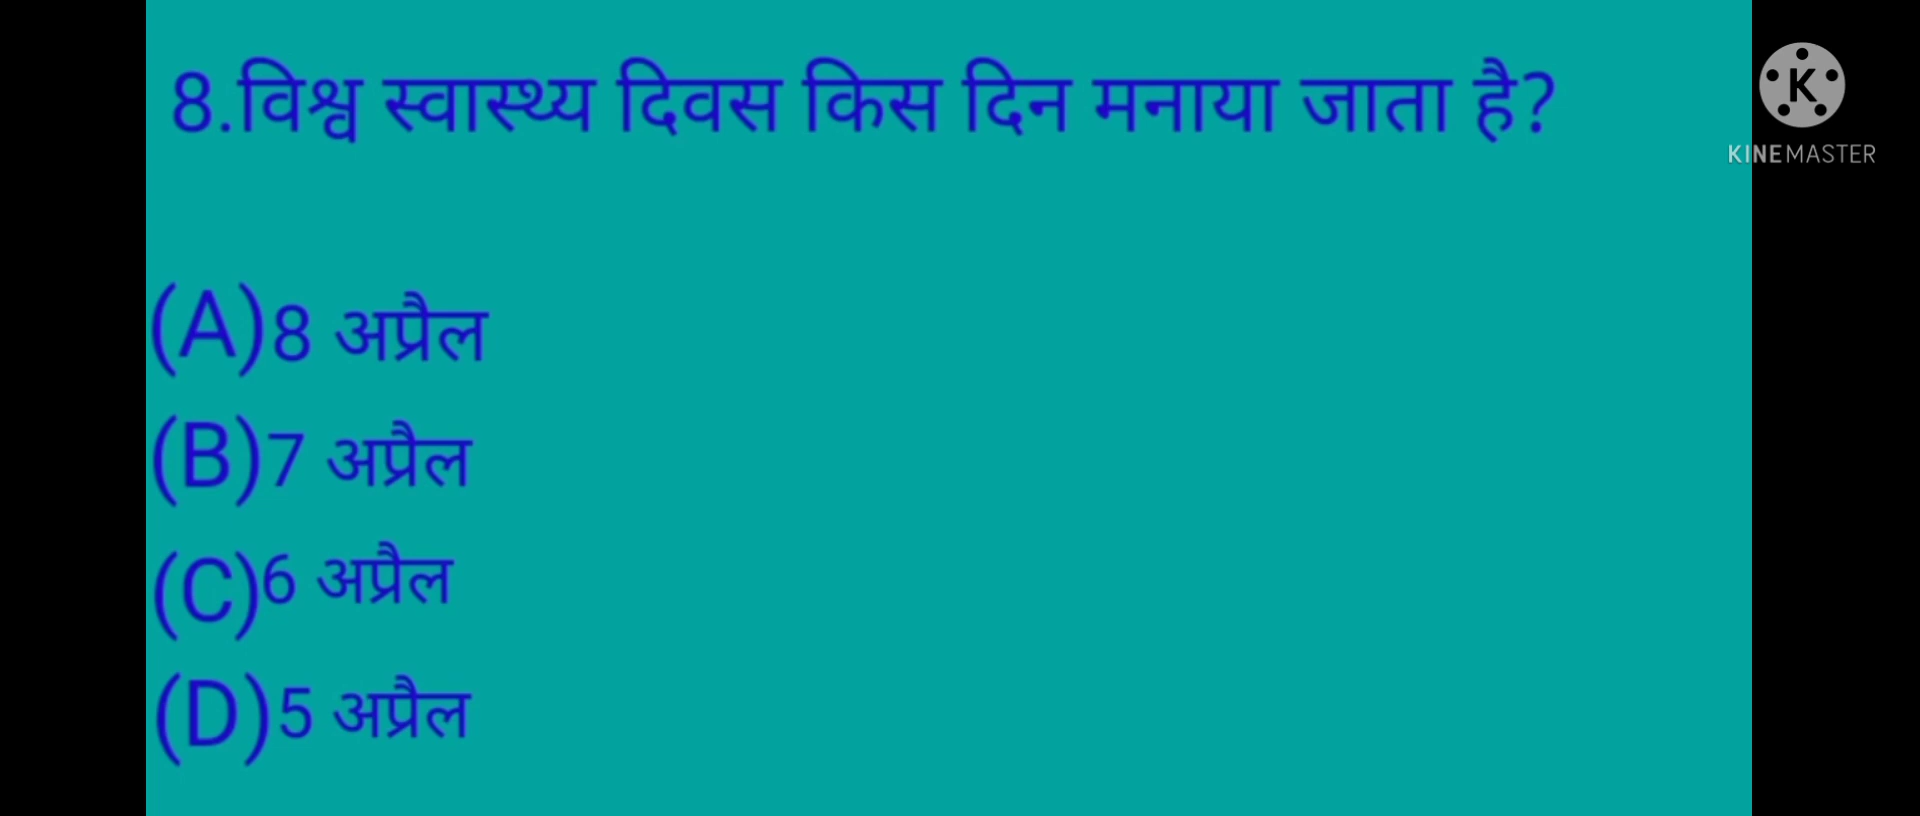 8.विश्व स्वास्थ्य दिवस किस दिन मनाया जाता है?
KINEMASTER
(A)8 अप्रैल
(B)7 अप्रैल
(C)6 अप्रैल
(D)5 अप्रैल